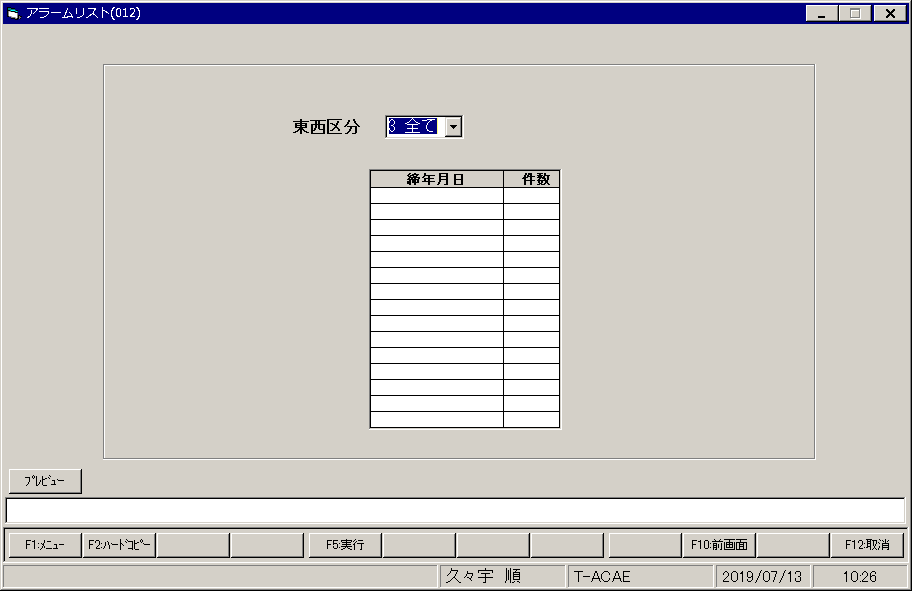 アラームリスト(012)
東西区分 3 全て
締年月日 件数
ﾌﾟﾚﾋﾞｭｰ
F1:ﾒﾆｭｰ F2:ﾊｰﾄﾞｺﾋﾟｰ F5:実行 F10:前画面 F12:取消
久々宇 順 T-ACAE 2019/07/13 10:26